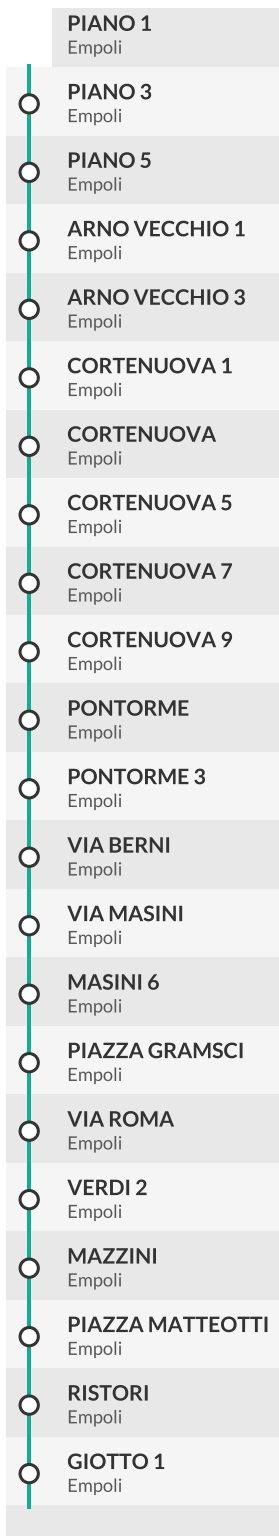 PIANO 1
Empoli
PIANO 3
Empoli
PIANO 5
Empoli
ARNO VECCHIO 1
Empoli
ARNO VECCHIO 3
Empoli
CORTENUOVA 1
Empoli
CORTENUOVA
Empoli
CORTENUOVA 5
Empoli
CORTENUOVA 7
Empoli
CORTENUOVA 9
Empoli
PONTORME
Empoli
PONTORME 3
Empoli
VIA BERNI
Empoli
VIA MASINI
Empoli
MASINI 6
Empoli
PIAZZA GRAMSCI
Empoli
VIA ROMA
Empoli
VERDI 2
Empoli
MAZZINI
Empoli
PIAZZA MATTEOTTI
Empoli
RISTORI
Empoli
GIOTTO 1
Empoli